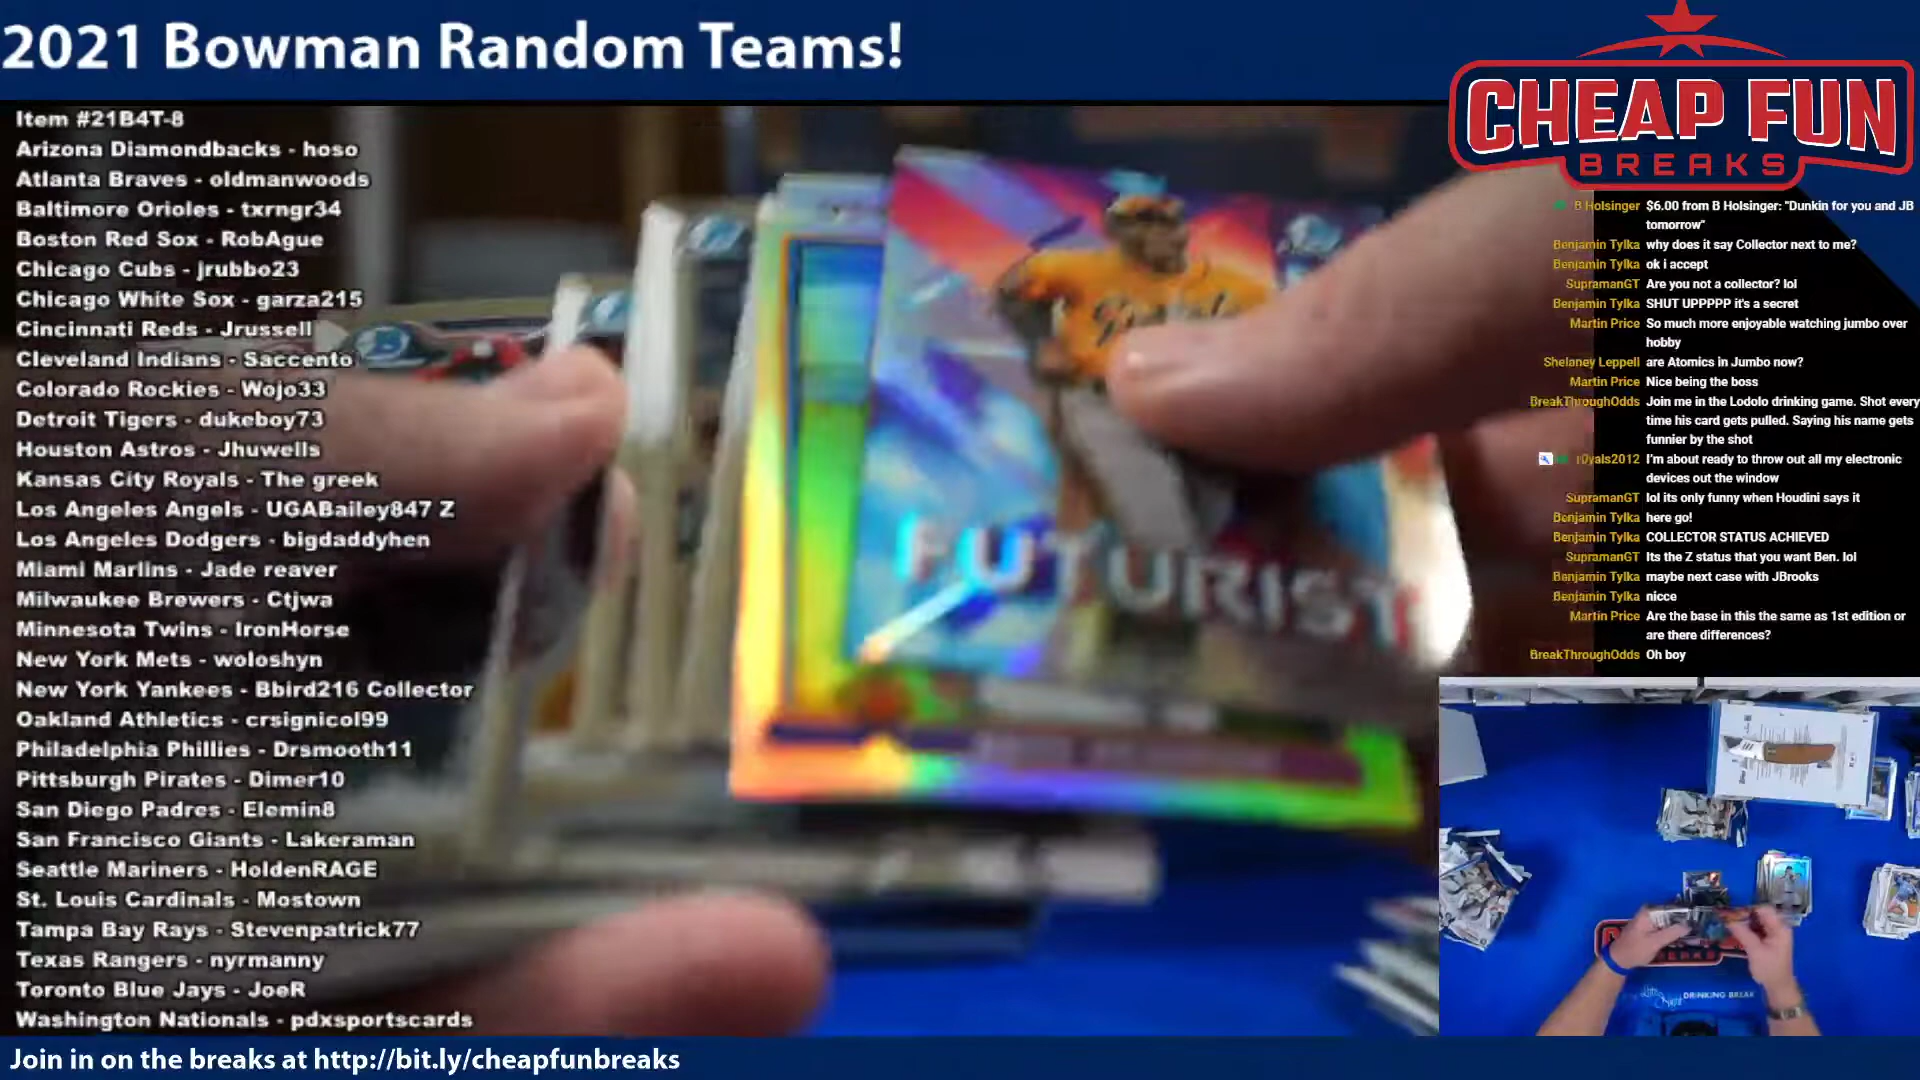 2021 Bowman Random Teams!
CHEAP FUN
BREAKS
Item #21B4T-8
Arizona Diamondbacks - hoso
Atlanta Braves - oldmanwoods
Baltimore Orioles - txrngr34
Boston Red Sox - RobAgue
Chicago Cubs - jrubbo23
Chicago White Sox - garza215
Cincinnati Reds - Jrussell
Cleveland Indians - Saccento
Colorado Rockies - Wojo33
Detroit Tigers - dukeboy73
Houston Astros - Jhuwells
Kansas City Royals - The greek
Los Angeles Angels - UGABailey847 Z
Los Angeles Dodgers - bigdaddyhen
Miami Marlins - Jade reaver
Milwaukee Brewers - Ctjwa
Minnesota Twins - IronHorse
New York Mets - woloshyn
New York Yankees - Bbird216 Collector
Oakland Athletics - crsignicol99
Philadelphia Phillies - Drsmooth11
Pittsburgh Pirates - Dimer10
San Diego Padres - Elemin8
San Francisco Giants - Lakeraman
Seattle Mariners - HoldenRAGE
St. Louis Cardinals - Mostown
Tampa Bay Rays - Stevenpatrick77
Texas Rangers - nyrmanny
Toronto Blue Jays - JoeR
Washington Nationals - pdxsportscards
FUTURIST
B Holsinger $6.00 from B Holsinger: "Dunkin for you and JB
tomorrow"
Benjamin Tylka why does it say Collector next to me?
Benjamin Tylka ok i accept
SupramanGT Are you not a collector? lol
Benjamin Tylka SHUT UPPPPP it's a secret
Martin Price So much more enjoyable watching jumbo over
hobby
Shelaney Leppell are Atomics in Jumbo now?
Martin Price Nice being the boss
BreakThroughOdds Join me in the Lodolo drinking game. Shot every
time his card gets pulled. Saying his name gets
funnier by the shot
r0yals2012 I'm about ready to throw out all my electronic
devices out the window
SupramanGT lol its only funny when Houdini says it
Benjamin Tylka here go!
Benjamin Tylka COLLECTOR STATUS ACHIEVED
SupramanGT Its the Z status that you want Ben. lol
Benjamin Tylka maybe next case with JBrooks
Benjamin Tylka nicce
Martin Price Are the base in this the same as 1st edition or
are there differences?
BreakThroughOdds Oh boy
BREAKS
Late Night DRINKING BREAK
Join in on the breaks at http://bit.ly/cheapfunbreaks